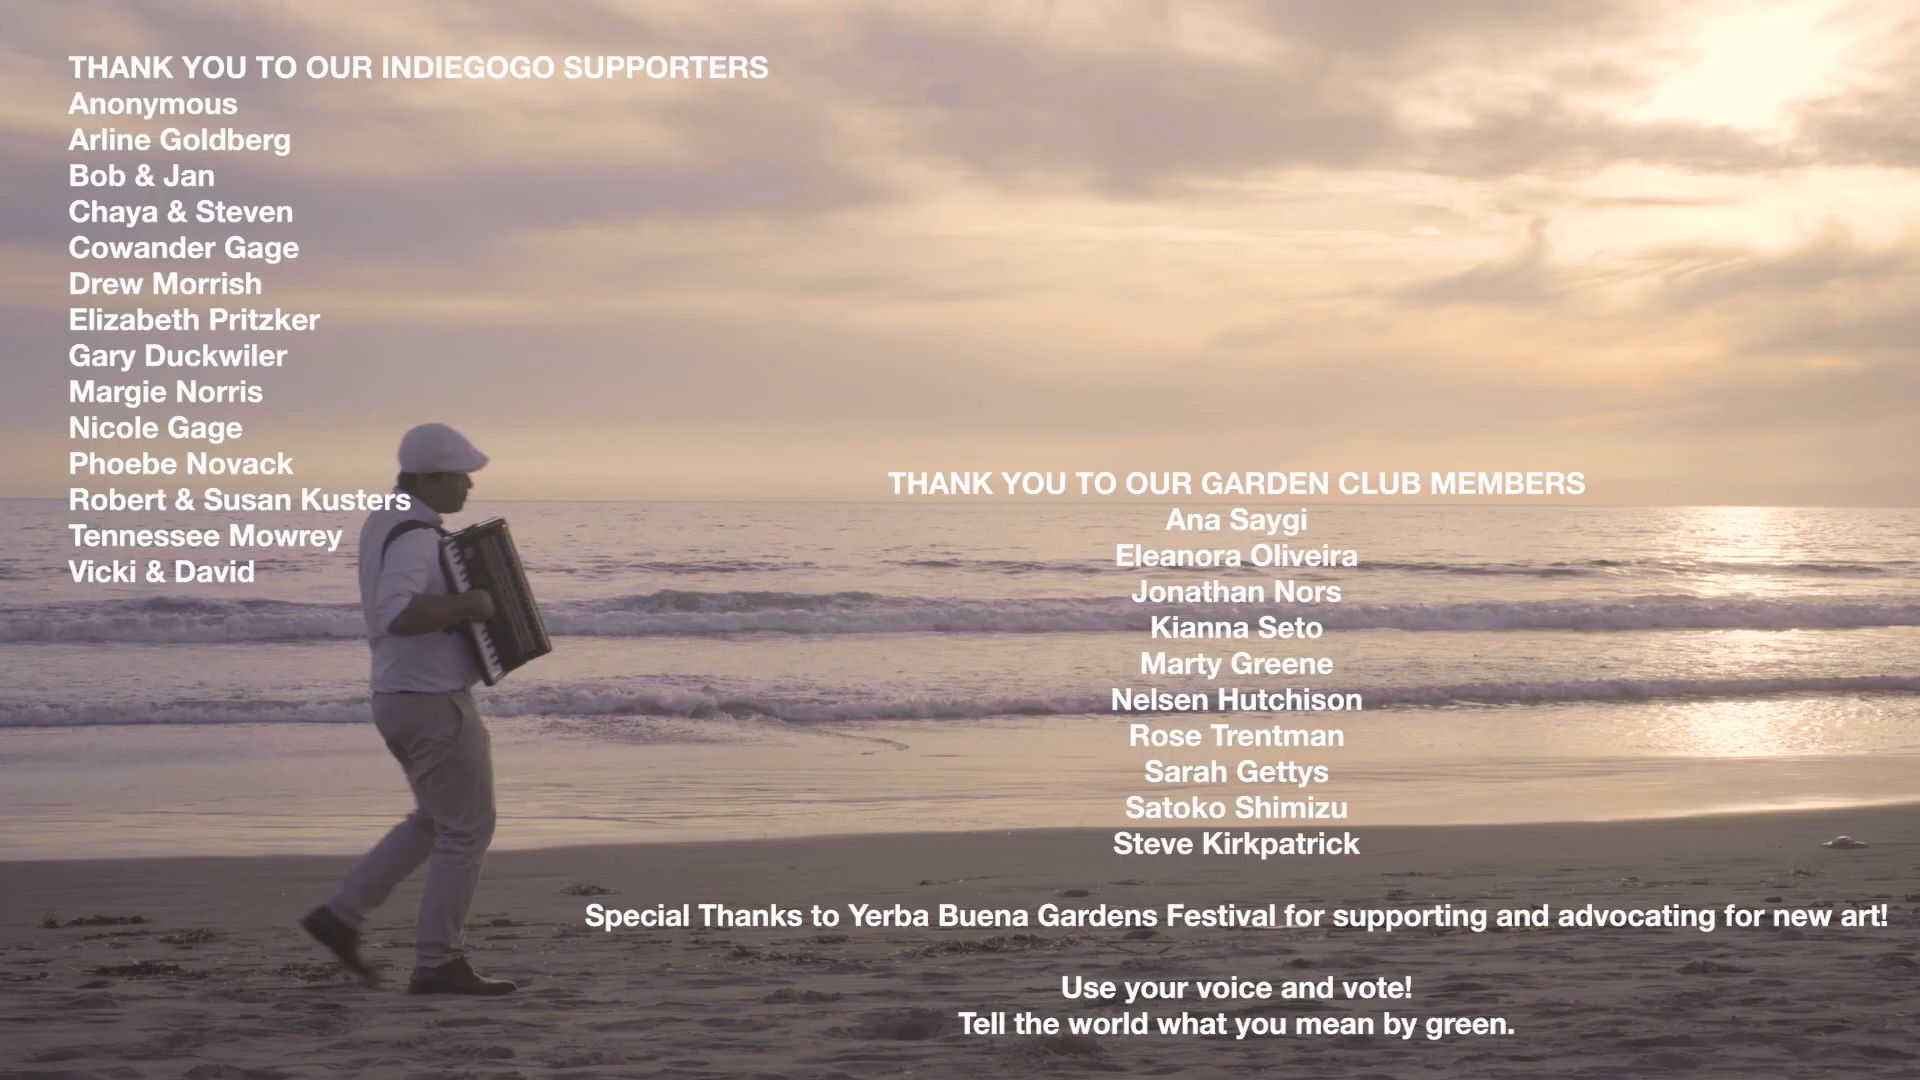 THANK YOU TO OUR INDIEGOGO SUPPORTERS
Anonymous
Arline Goldberg
Bob & Jan
Chaya & Steven
Cowander Gage
Drew Morrish
Elizabeth Pritzker
Gary Duckwiler
Margie Norris
Nicole Gage
Phoebe Novack
Robert & Susan Kusters
Tennessee Mowrey
Vicki & David
THANK YOU TO OUR GARDEN CLUB MEMBERS
Ana Saygi
Eleanora Oliveira
Jonathan Nors
Kianna Seto
Marty Greene
Nelsen Hutchison
Rose Trentman
Sarah Gettys
Satoko Shimizu
Steve Kirkpatrick
Special Thanks to Yerba Buena Gardens Festival for supporting and advocating for new art!
Use your voice and vote!
Tell the world what you mean by green.